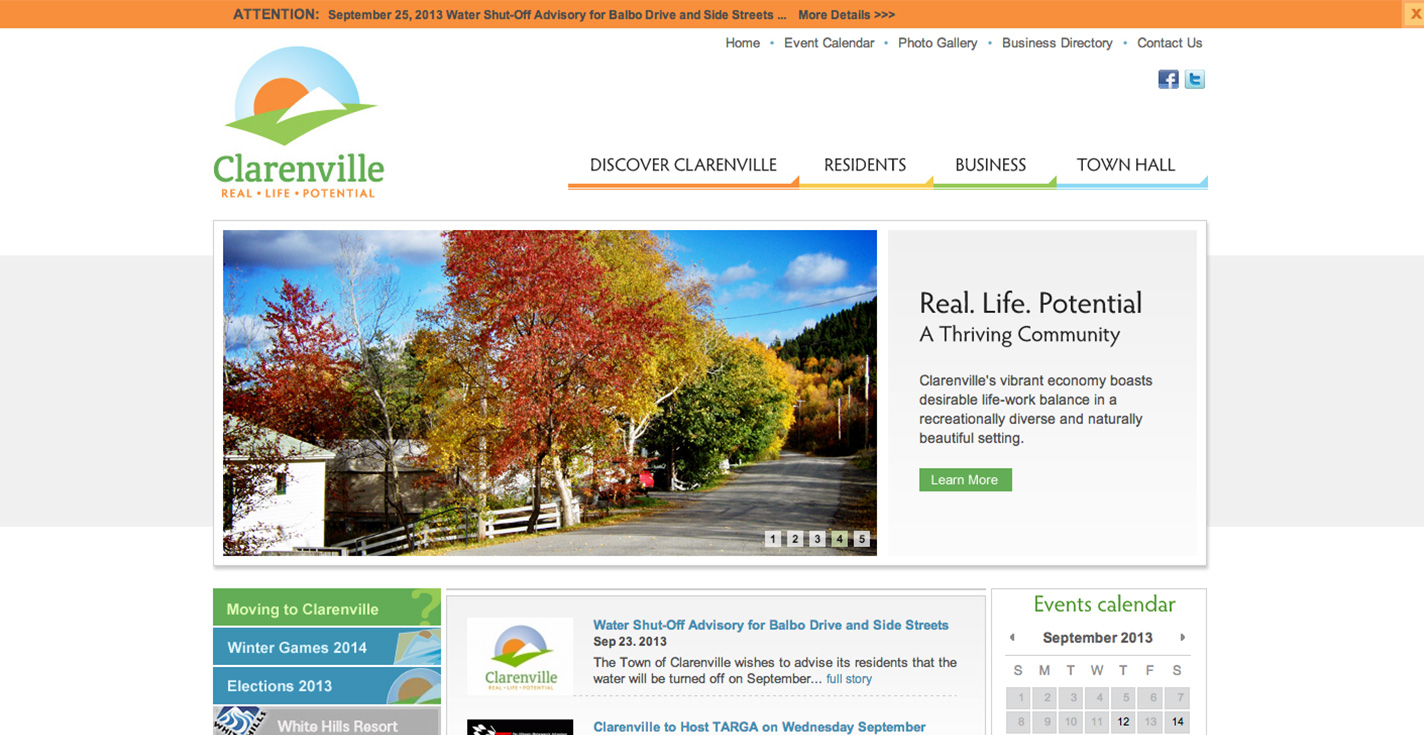 ATTENTION: September 25, 2013 Water Shut-Off Advisory for Balbo Drive and Side Streets ... More Details >>> X
Home • Event Calendar • Photo Gallery • Business Directory • Contact Us
Clarenville
REAL • LIFE • POTENTIAL
DISCOVER CLARENVILLE RESIDENTS BUSINESS TOWN HALL
Real. Life. Potential
A Thriving Community
Clarenville's vibrant economy boasts
desirable life-work balance in a
recreationally diverse and naturally
beautiful setting.
Learn More
1 2 3 4 5
Moving to Clarenville ?
Winter Games 2014
Elections 2013
White Hills Resort
Water Shut-Off Advisory for Balbo Drive and Side Streets
Sep 23. 2013
The Town of Clarenville wishes to advise its residents that the
water will be turned off on September... full story
Clarenville
REAL • LIFE • POTENTIAL
Clarenville to Host TARGA on Wednesday September
Events calendar
September 2013
S M T W T F S
1 2 3 4 5 6 7
8 9 10 11 12 13 14